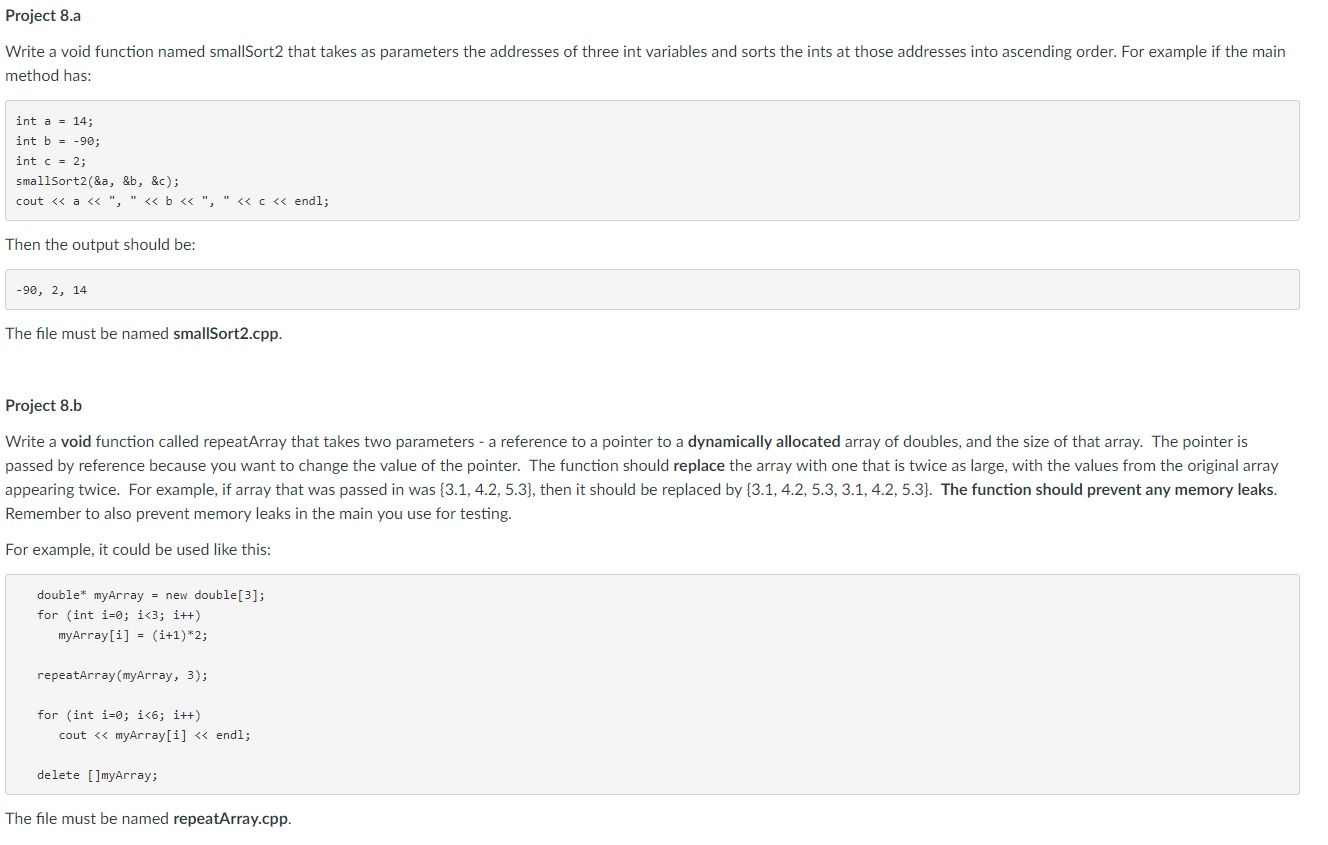 Project 8.a
Write a void function named smallSort2 that takes as parameters the addresses of three int variables and sorts the ints at those addresses into ascending order. For example if the main
method has:
int a = 14;
int b = -90;
int c = 2;
smallSort2(&a, &b, &c);
cout << a << ", " << b << ", " << c << endl;
Then the output should be:
-90, 2, 14
The file must be named smallSort2.cpp.
Project 8.b
Write a void function called repeatArray that takes two parameters - a reference to a pointer to a dynamically allocated array of doubles, and the size of that array. The pointer is
passed by reference because you want to change the value of the pointer. The function should replace the array with one that is twice as large, with the values from the original array
appearing twice. For example, if array that was passed in was {3.1, 4.2, 5.3}, then it should be replaced by {3.1, 4.2, 5.3, 3.1, 4.2, 5.3}. The function should prevent any memory leaks.
Remember to also prevent memory leaks in the main you use for testing.
For example, it could be used like this:
double* myArray = new double[3];
for (int i=0; i<3; i++)
myArray[i] = (i+1)*2;
repeatArray(myArray, 3);
for (int i=0; i<6; i++)
cout << myArray[i] << endl;
delete []myArray;
The file must be named repeatArray.cpp.